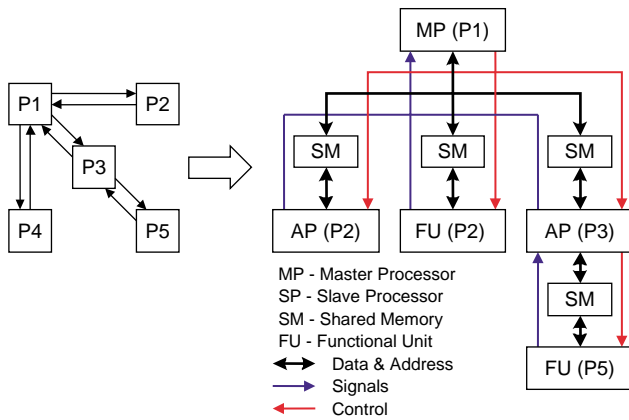 MP (P1)
P1
P2
P3
P4
P5
SM
SM
SM
AP (P2)
FU (P2)
AP (P3)
SM
FU (P5)
MP - Master Processor
SP - Slave Processor
SM - Shared Memory
FU - Functional Unit
Data & Address
Signals
Control